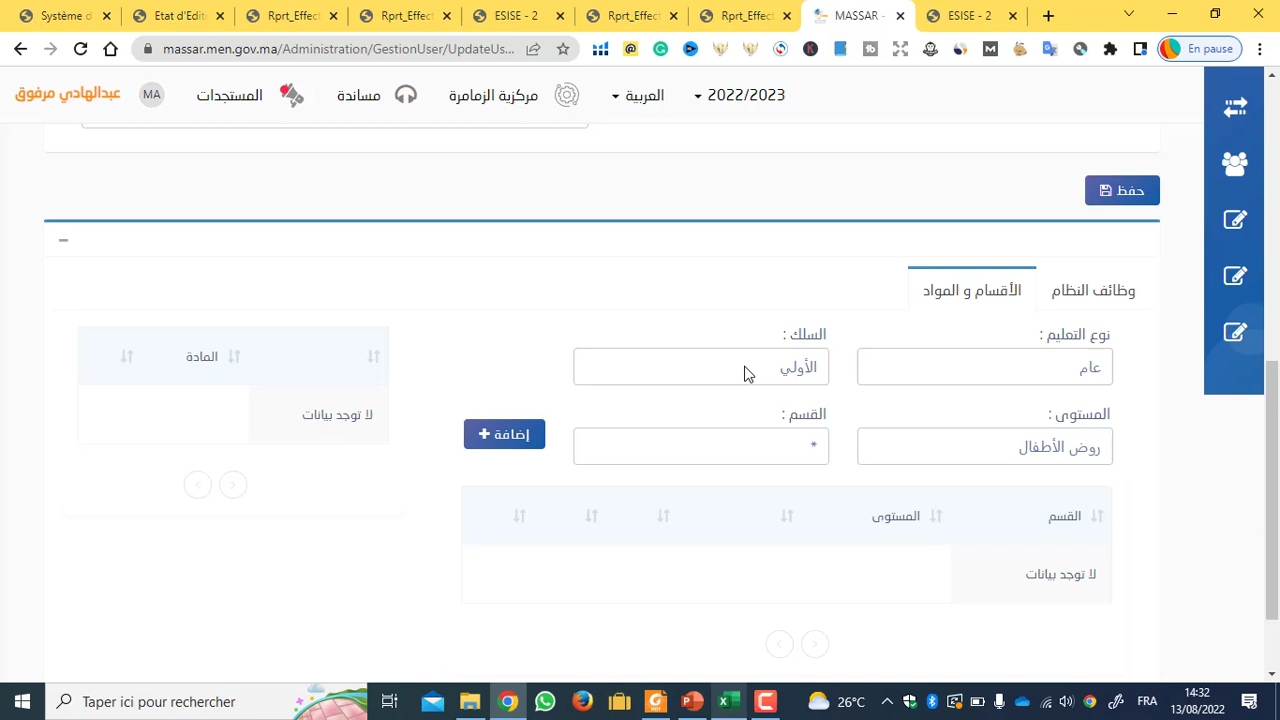 Système d
Etat d'Edit
Rprt_Effect
Rprt_Effect
ESISE - 2
Rprt_Effect
Rprt_Effect
MASSAR -
ESISE - 2
massar.men.gov.ma/Administration/GestionUser/UpdateUs...
En pause
2022/2023
العربية
مركزية الزمامرة
مساندة
المستجدات
MA
عبدالهادي مرفوق
حفظ
وظائف النظام
الأقسام و المواد
نوع التعليم :
السلك :
عام
الأولي
المستوى :
القسم :
روض الأطفال
*
إضافة +
القسم
المستوى
لا توجد بيانات
المادة
لا توجد بيانات
Taper ici pour rechercher
26°C
FRA
14:32
13/08/2022